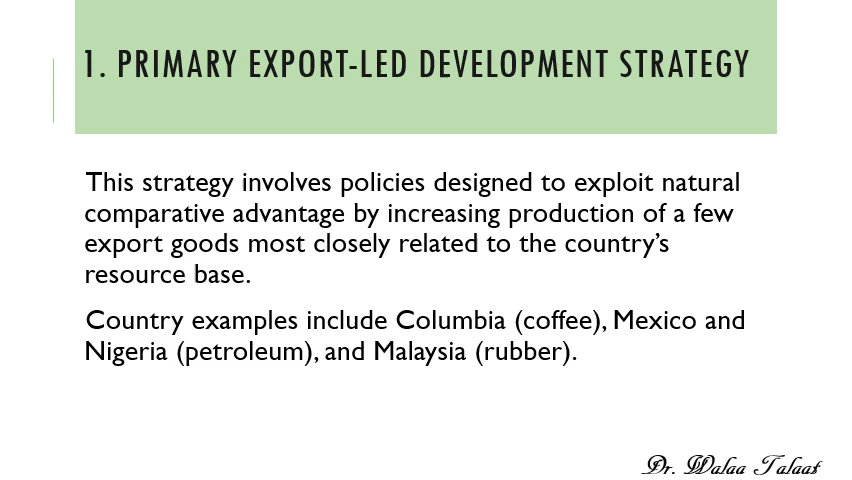 1. PRIMARY EXPORT-LED DEVELOPMENT STRATEGY
This strategy involves policies designed to exploit natural
comparative advantage by increasing production of a few
export goods most closely related to the country’s
resource base.
Country examples include Columbia (coffee), Mexico and
Nigeria (petroleum), and Malaysia (rubber).
Dr. Walaa Talaat